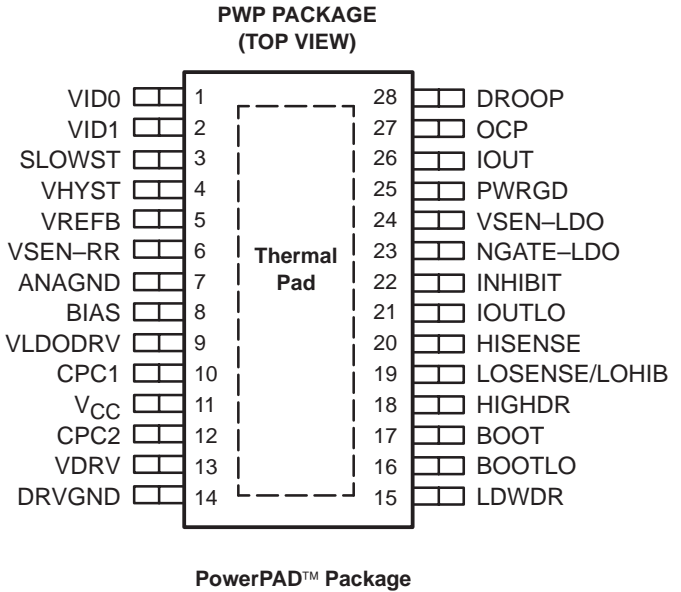 PWP PACKAGE
(TOP VIEW)
VID0 1 28 DROOP
VID1 2 27 OCP
SLOWST 3 26 IOUT
VHYST 4 25 PWRGD
VREFB 5 24 VSEN–LDO
VSEN–RR 6 23 NGATE–LDO
ANAGND 7 22 INHIBIT
BIAS 8 21 IOUTLO
VLDODRV 9 20 HISENSE
CPC1 10 19 LOSENSE/LOHIB
VCC 11 18 HIGHDR
CPC2 12 17 BOOT
VDRV 13 16 BOOTLO
DRVGND 14 15 LDWDR
Thermal
Pad
PowerPAD™ Package